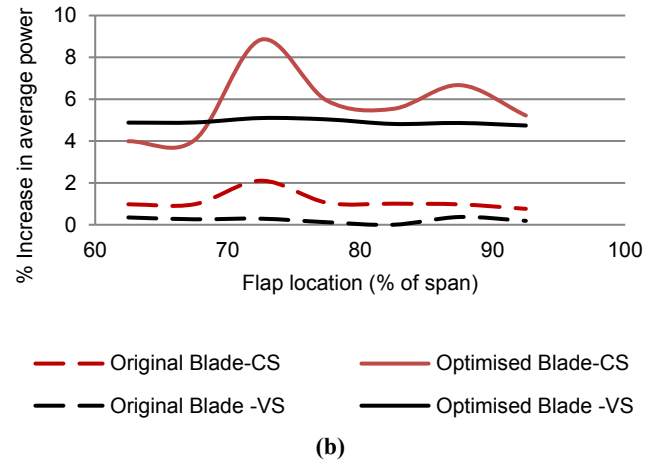 10
8
6
4
2
0
% Increase in average power
60 70 80 90 100
Flap location (% of span)
Original Blade-CS Optimised Blade-CS
Original Blade -VS Optimised Blade -VS
(b)